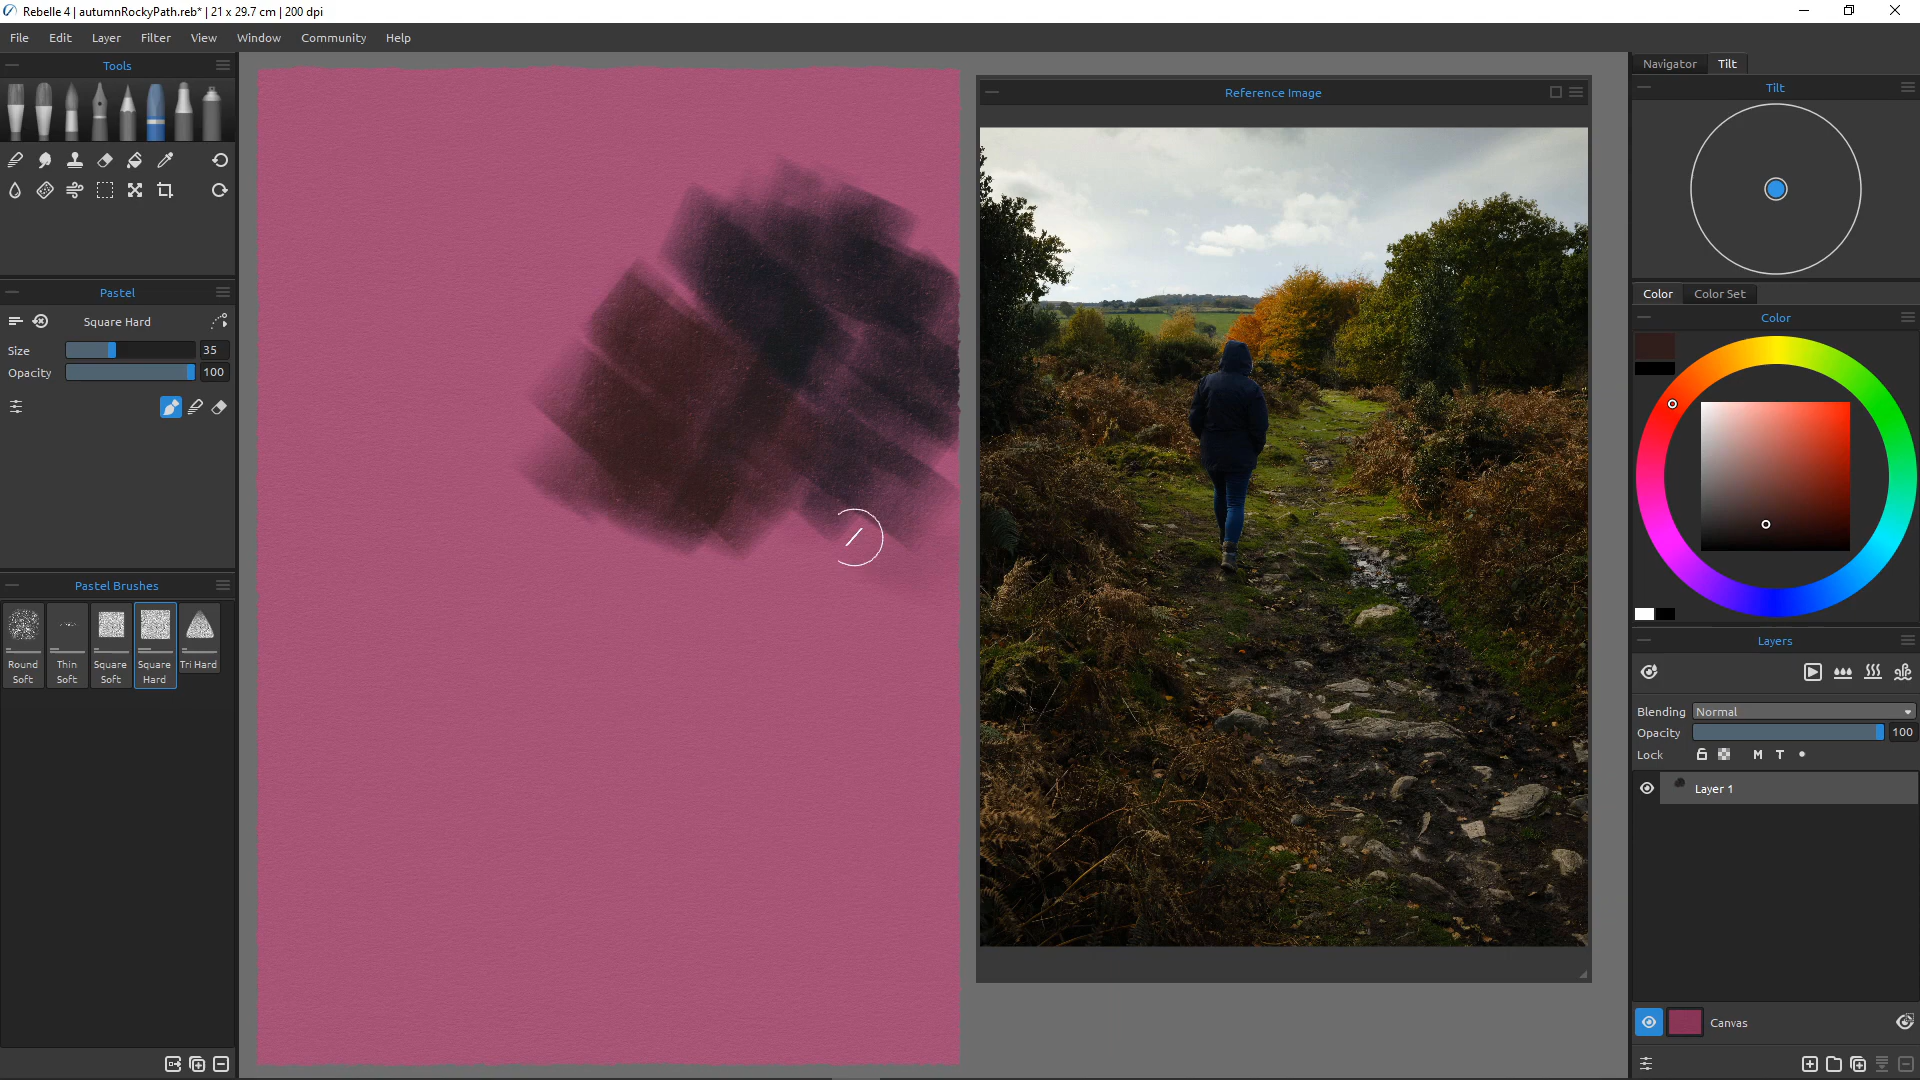 Rebelle 4 | autumnRockyPath.reb* | 21 x 29.7 cm | 200 dpi
File Edit Layer Filter View Window Community Help
Tools
Pastel
Square Hard
Size 35
Opacity 100
Pastel Brushes
Round Soft
Thin Soft
Square Soft
Square Hard
Tri Hard
Reference Image
Navigator Tilt
Tilt
Color Color Set
Color
Layers
Blending Normal
Opacity 100
Lock M T
Layer 1
Canvas